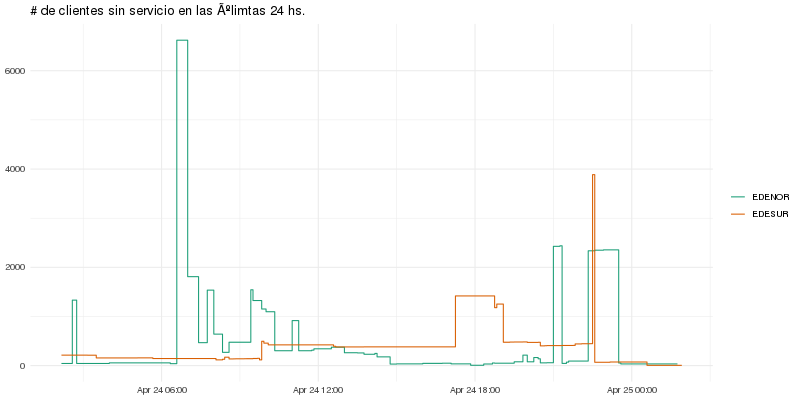 # de clientes sin servicio en las Ãºlimtas 24 hs.
6000
4000
2000
0
Apr 24 06:00
Apr 24 12:00
Apr 24 18:00
Apr 25 00:00
EDENOR
EDESUR